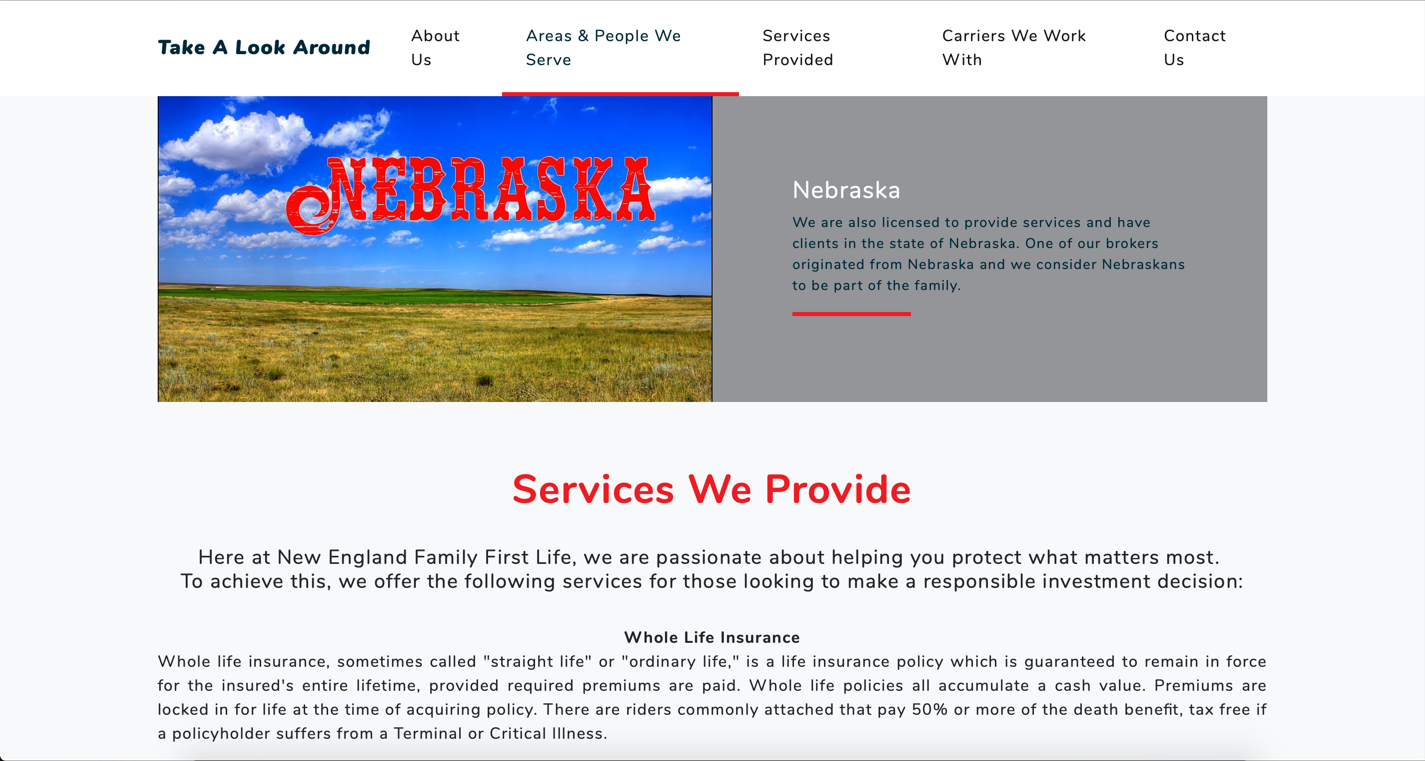 Take A Look Around
About
Us
Areas & People We
Serve
Services
Provided
Carriers We Work
With
Contact
Us
NEBRASKA
Nebraska
We are also licensed to provide services and have
clients in the state of Nebraska. One of our brokers
originated from Nebraska and we consider Nebraskans
to be part of the family.
Services We Provide
Here at New England Family First Life, we are passionate about helping you protect what matters most.
To achieve this, we offer the following services for those looking to make a responsible investment decision:
Whole Life Insurance
Whole life insurance, sometimes called "straight life" or "ordinary life," is a life insurance policy which is guaranteed to remain in force
for the insured's entire lifetime, provided required premiums are paid. Whole life policies all accumulate a cash value. Premiums are
locked in for life at the time of acquiring policy. There are riders commonly attached that pay 50% or more of the death benefit, tax free if
a policyholder suffers from a Terminal or Critical Illness.